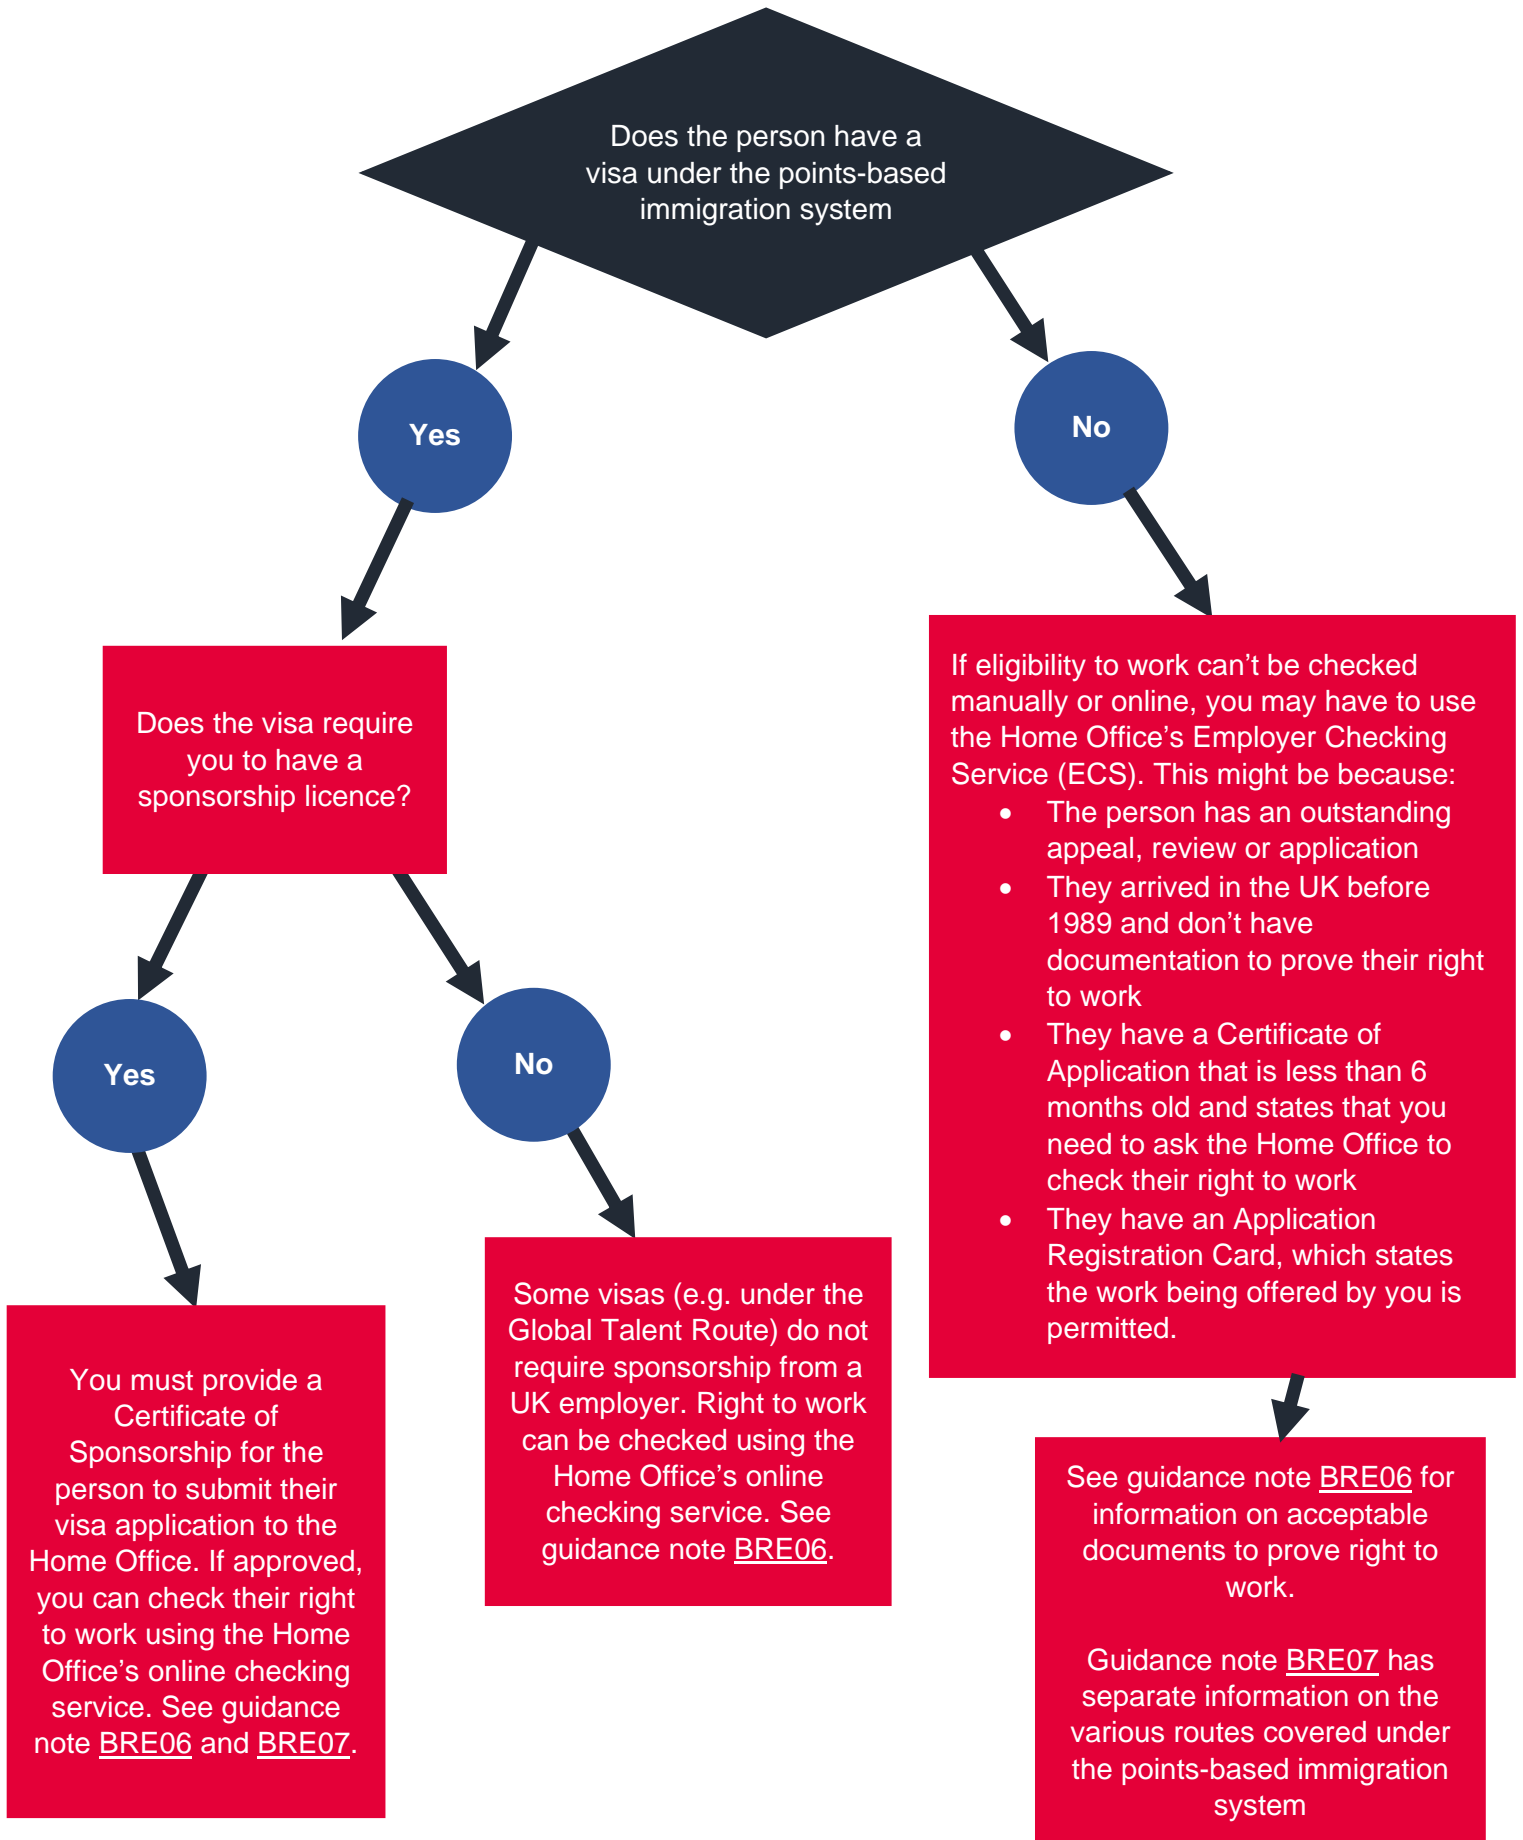 Does the person have a
visa under the points-based
immigration system
Yes
No
Does the visa require
you to have a
sponsorship licence?
If eligibility to work can’t be checked
manually or online, you may have to use
the Home Office’s Employer Checking
Service (ECS). This might be because:
• The person has an outstanding
appeal, review or application
• They arrived in the UK before
1989 and don’t have
documentation to prove their right
to work
• They have a Certificate of
Application that is less than 6
months old and states that you
need to ask the Home Office to
check their right to work
• They have an Application
Registration Card, which states
the work being offered by you is
permitted.
Yes
No
You must provide a
Certificate of
Sponsorship for the
person to submit their
visa application to the
Home Office. If approved,
you can check their right
to work using the Home
Office’s online checking
service. See guidance
note BRE06 and BRE07.
Some visas (e.g. under the
Global Talent Route) do not
require sponsorship from a
UK employer. Right to work
can be checked using the
Home Office’s online
checking service. See
guidance note BRE06.
See guidance note BRE06 for
information on acceptable
documents to prove right to
work.
Guidance note BRE07 has
separate information on the
various routes covered under
the points-based immigration
system